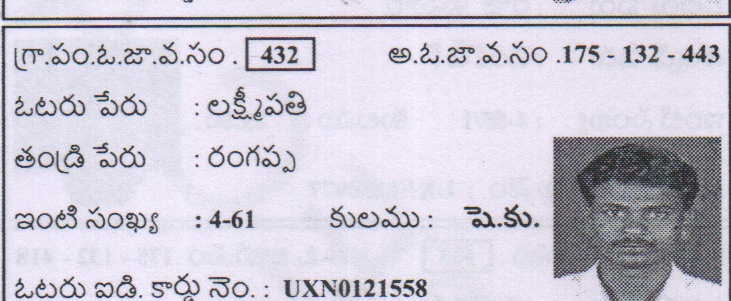 గ్రా.పం.ఓ.జా.వ.సం. 432 అ.ఓ.జా.వ.సం .175 - 132 - 443
ఓటరు పేరు : లక్ష్మీపతి
తండ్రి పేరు : రంగప్ప
ఇంటి సంఖ్య : 4-61 కులము : షె.కు.
ఓటరు ఐడి. కార్డు నెం. : UXN0121558